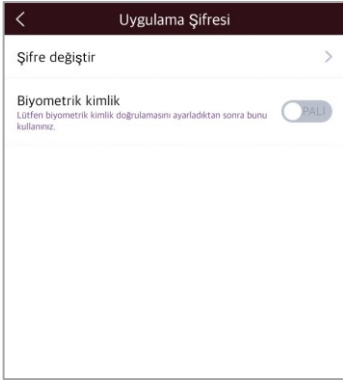 Uygulama Şifresi
Şifre değiştir
Biyometrik kimlik
Lütfen biyometrik kimlik doğrulamasını ayarladıktan sonra bunu
kullanınız.
PALI